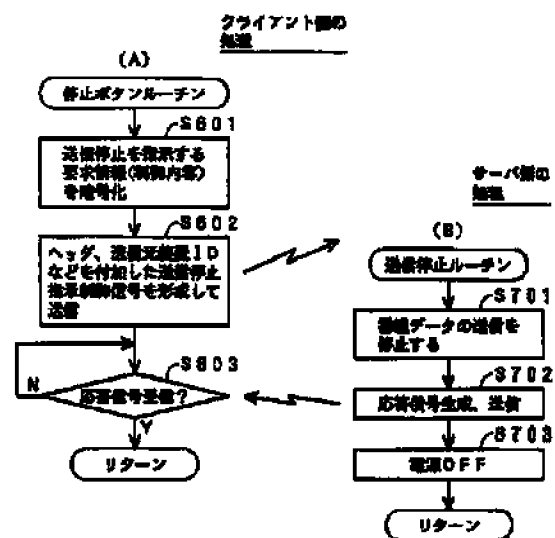 クライアント側の
処理
(A)
停止ボタンルーチン
S601
送信停止を指示する
要求情報(制御内容)
を暗号化
S602
ヘッダ、送信元装置ID
などを付加した送信停止
指示制御信号を形成して
送信
S603
N
応答信号受信?
Y
リターン
サーバ側の
処理
(B)
送信停止ルーチン
S701
番組データの送信を
停止する
S702
応答信号生成、送信
S703
電源OFF
リターン